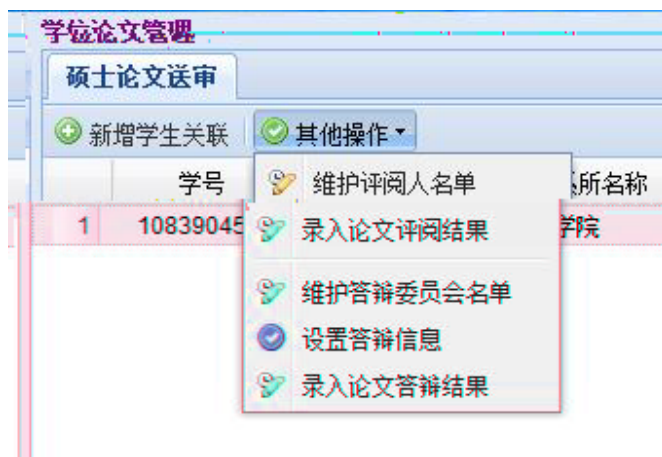 学位论文管理
硕士论文送审
新增学生关联 其他操作
学号 所名称
1 10839045 学院
维护评阅人名单
录入论文评阅结果
维护答辩委员会名单
设置答辩信息
录入论文答辩结果